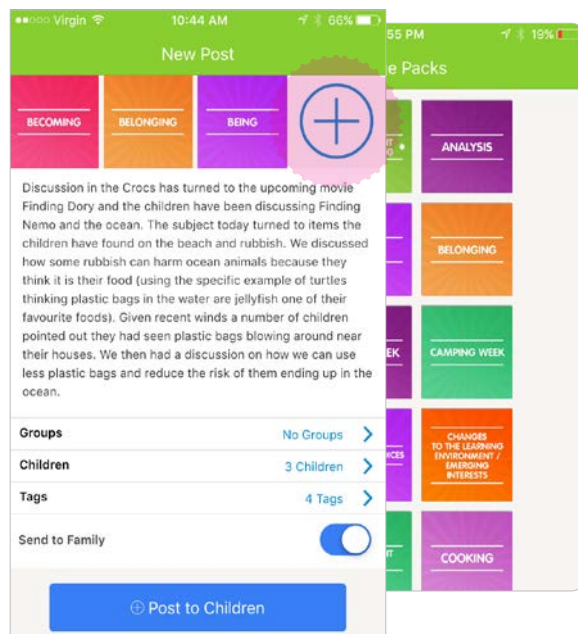 Virgin 10:44 AM 66%
New Post
BECOMING BELONGING BEING
Discussion in the Crocs has turned to the upcoming movie
Finding Dory and the children have been discussing Finding
Nemo and the ocean. The subject today turned to items the
children have found on the beach and rubbish. We discussed
how some rubbish can harm ocean animals because they
think it is their food (using the specific example of turtles
thinking plastic bags in the water are jellyfish one of their
favourite foods). Given recent winds a number of children
pointed out they had seen plastic bags blowing around near
their houses. We then had a discussion on how we can use
less plastic bags and reduce the risk of them ending up in the
ocean.
Groups No Groups
Children 3 Children
Tags 4 Tags
Send to Family
Post to Children
55 PM 19%
e Packs
ANALYSIS
BELONGING
EK
CAMPING WEEK
ICES
CHANGES
TO THE LEARNING
ENVIRONMENT /
EMERGING
INTERESTS
COOKING